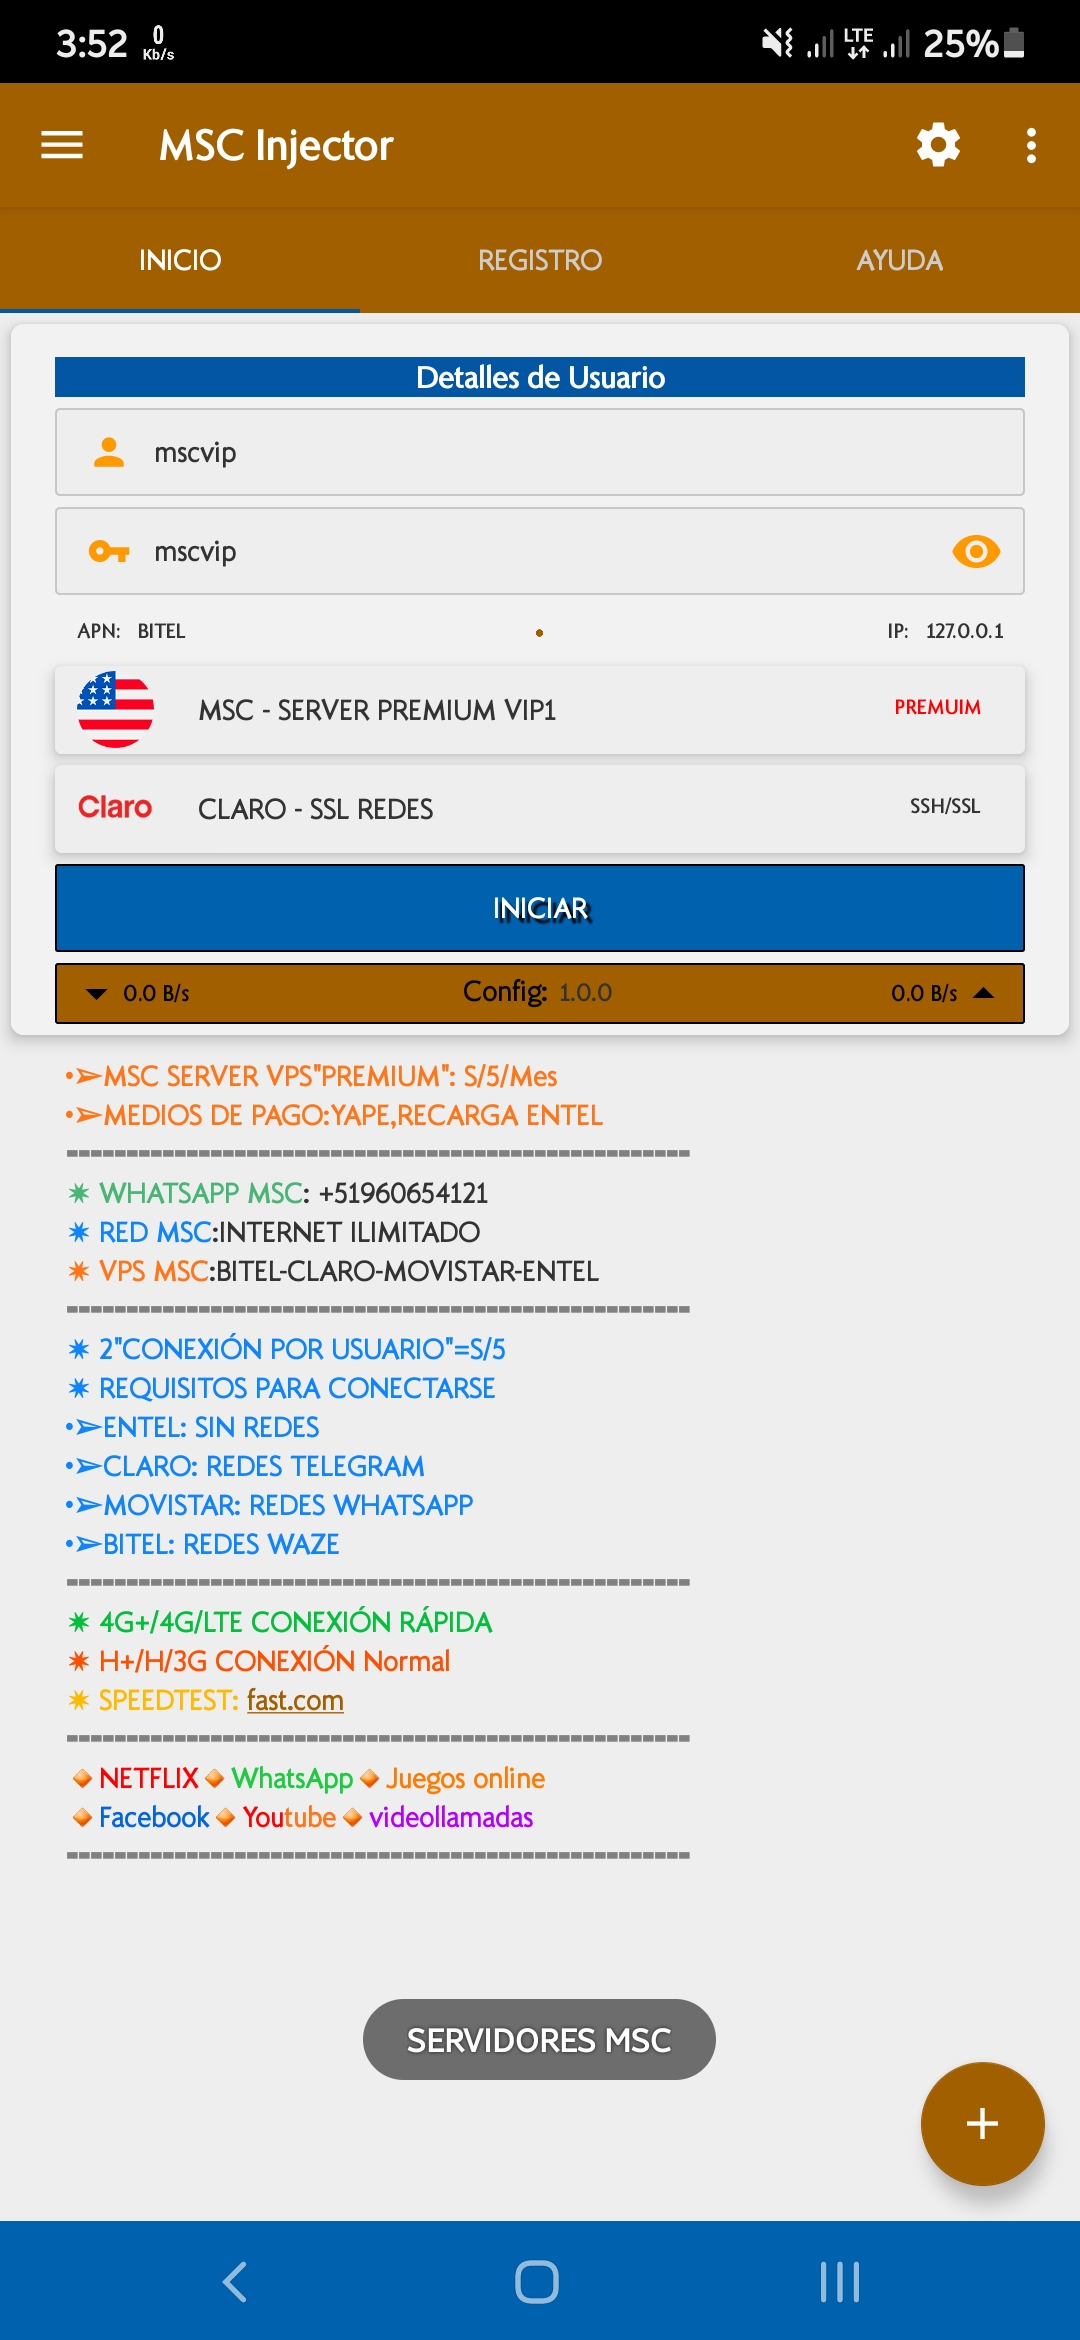 3:52 0 Kb/s LTE 25%
MSC Injector
INICIO REGISTRO AYUDA
Detalles de Usuario
mscvip
mscvip
APN: BITEL IP: 127.0.0.1
MSC - SERVER PREMIUM VIP1 PREMUIM
Claro CLARO - SSL REDES SSH/SSL
INICIAR
0.0 B/s Config: 1.0.0 0.0 B/s
•➢MSC SERVER VPS"PREMIUM": S/5/Mes
•➢MEDIOS DE PAGO:YAPE,RECARGA ENTEL
----------------------------------------------------
✷ WHATSAPP MSC: +51960654121
✷ RED MSC:INTERNET ILIMITADO
✷ VPS MSC:BITEL-CLARO-MOVISTAR-ENTEL
----------------------------------------------------
✷ 2"CONEXIÓN POR USUARIO"=S/5
✷ REQUISITOS PARA CONECTARSE
•➢ENTEL: SIN REDES
•➢CLARO: REDES TELEGRAM
•➢MOVISTAR: REDES WHATSAPP
•➢BITEL: REDES WAZE
----------------------------------------------------
✷ 4G+/4G/LTE CONEXIÓN RÁPIDA
✷ H+/H/3G CONEXIÓN Normal
✷ SPEEDTEST: fast.com
----------------------------------------------------
🔸NETFLIX🔸WhatsApp🔸Juegos online
🔸Facebook🔸Youtube🔸videollamadas
----------------------------------------------------
SERVIDORES MSC
+